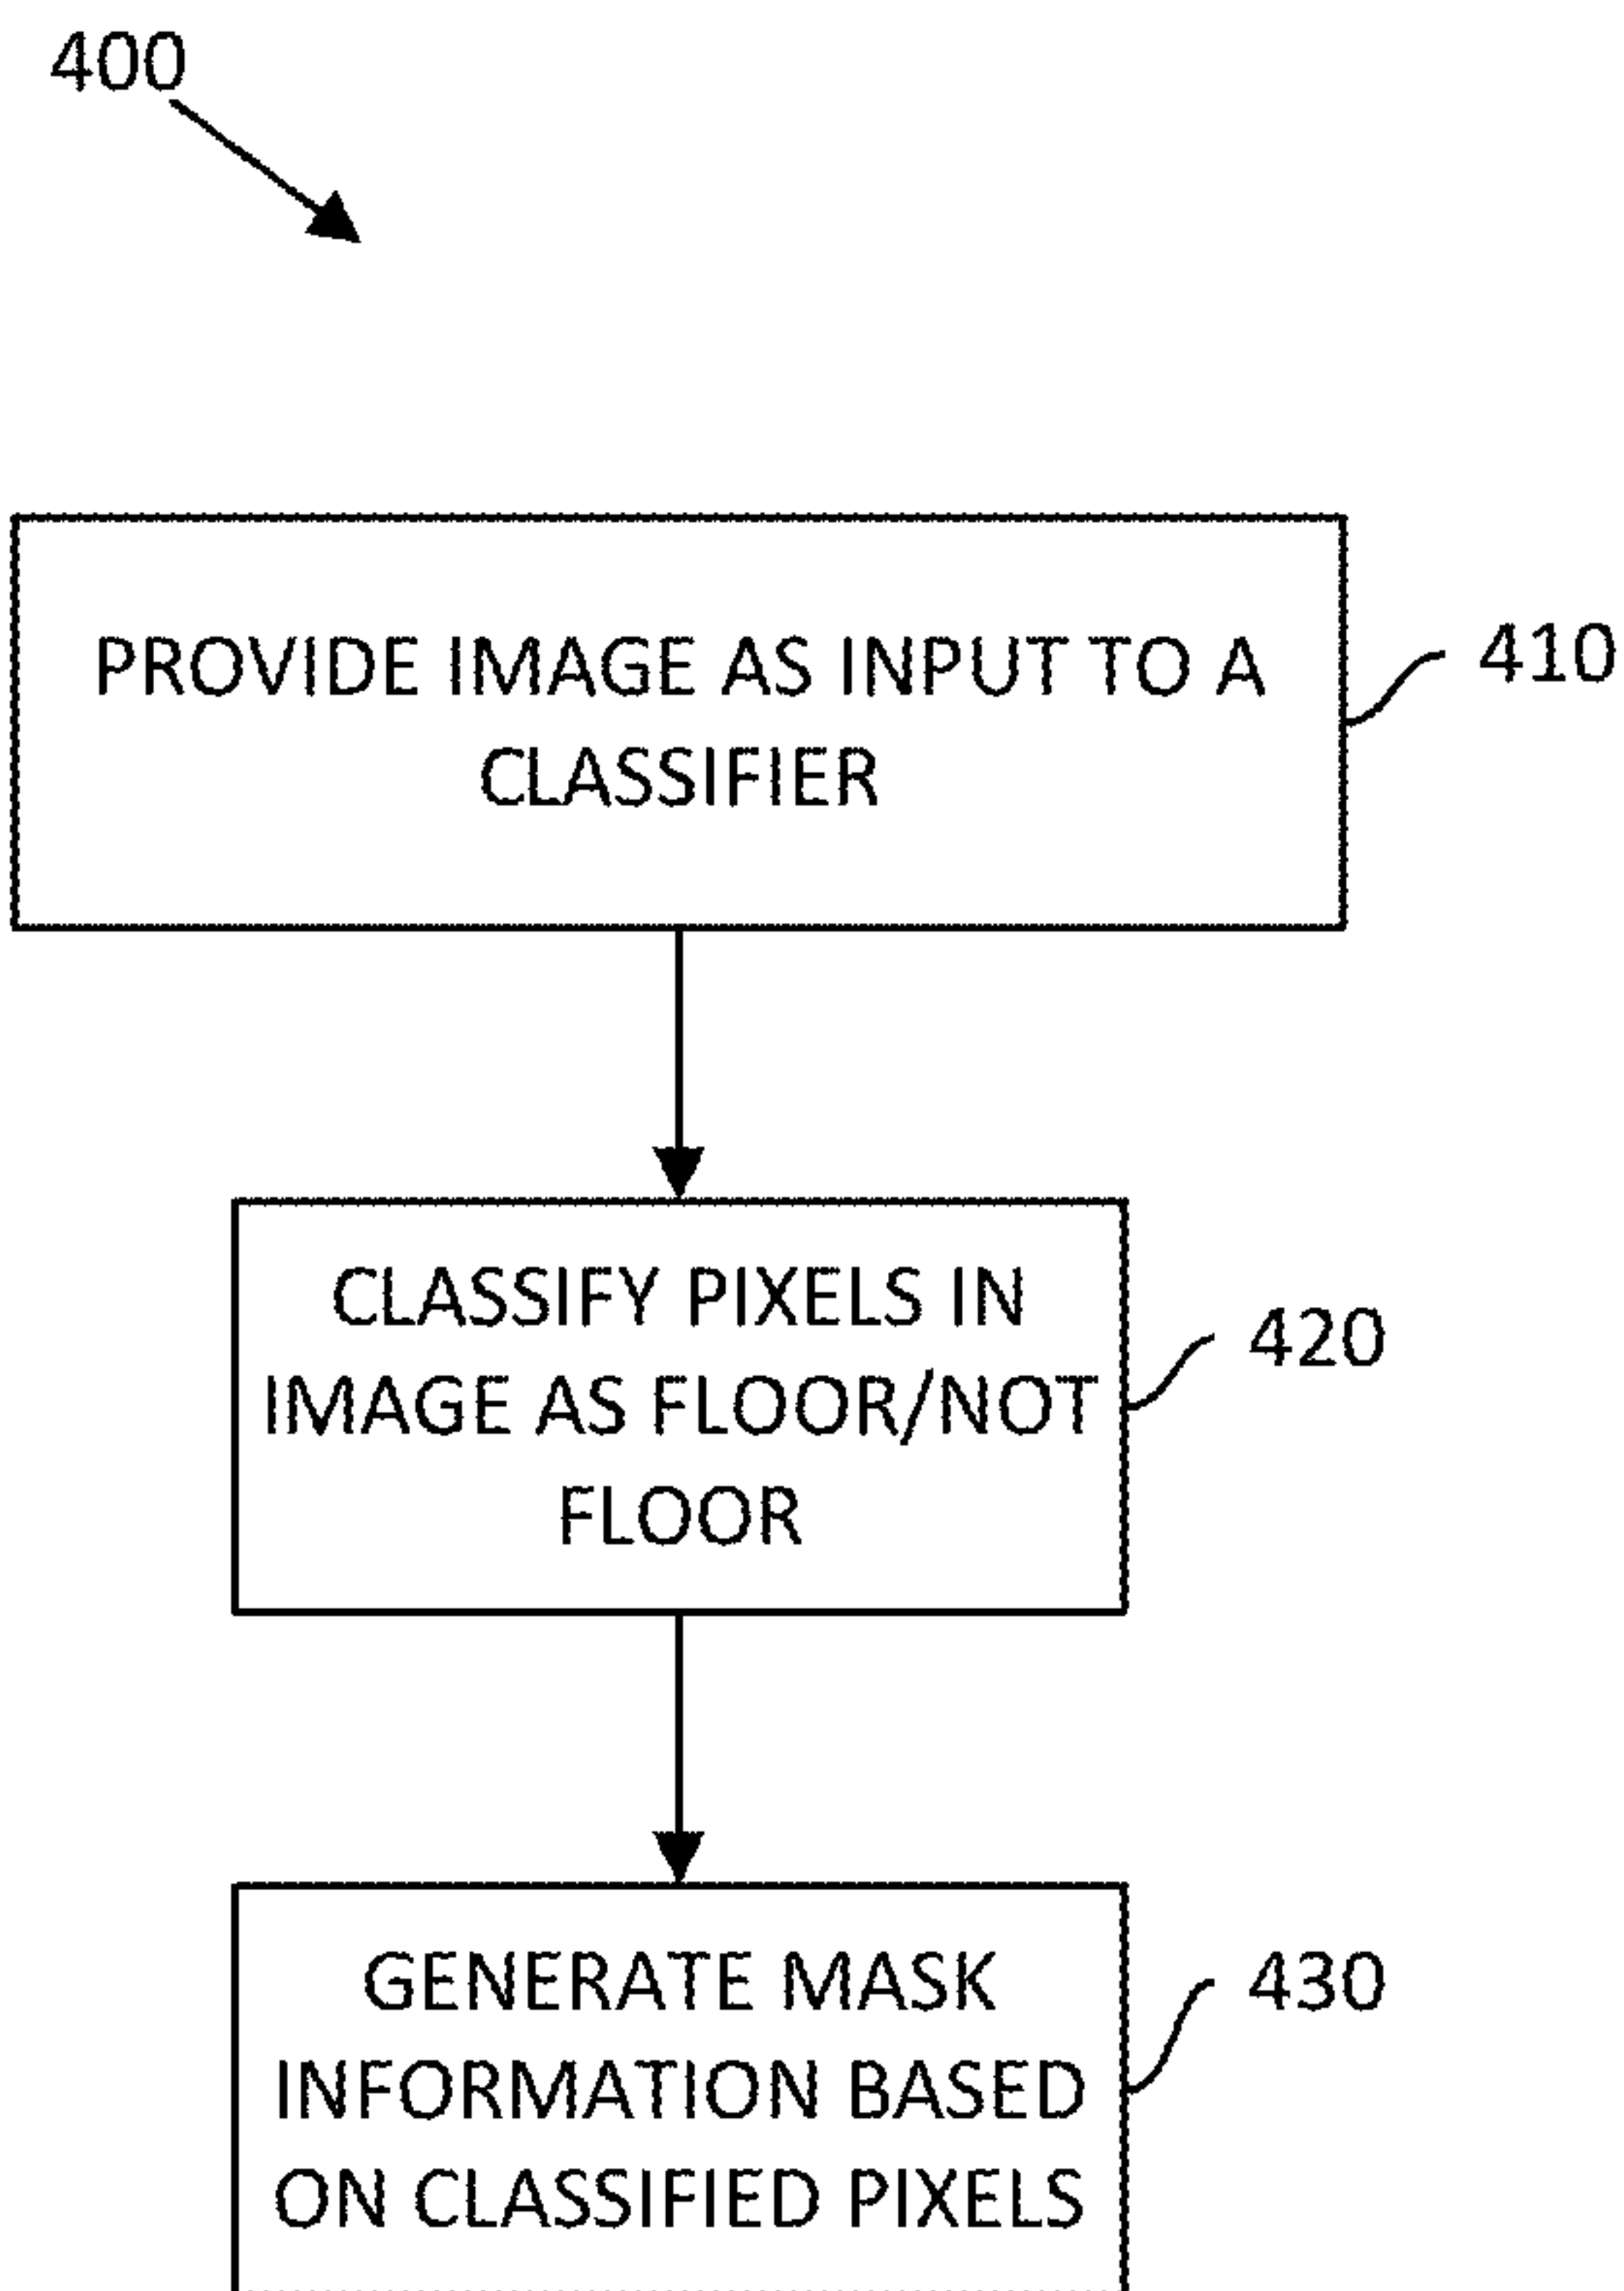 400
PROVIDE IMAGE AS INPUT TO A
CLASSIFIER
410
CLASSIFY PIXELS IN
IMAGE AS FLOOR/NOT
FLOOR
420
GENERATE MASK
INFORMATION BASED
ON CLASSIFIED PIXELS
430